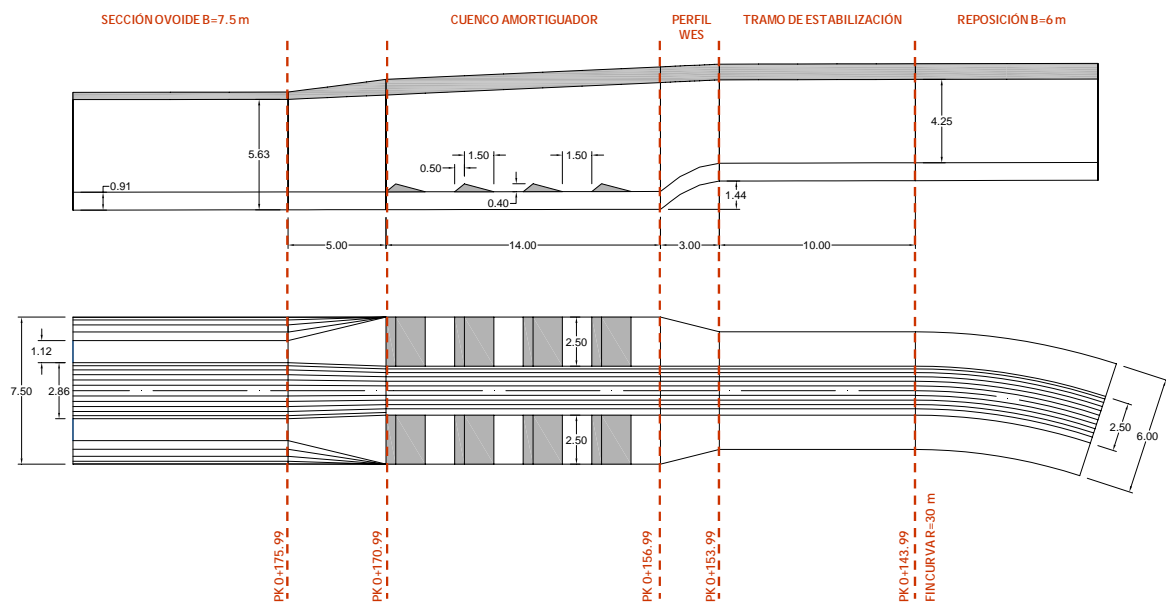 SECCIÓN OVOIDE B=7.5 m
CUENCO AMORTIGUADOR
PERFIL
WES
TRAMO DE ESTABILIZACIÓN
REPOSICIÓN B=6 m
5.63
0.91
0.50
1.50
1.50
0.40
1.44
4.25
5.00
14.00
3.00
10.00
7.50
1.12
2.86
2.50
2.50
2.50
2.50
6.00
PK 0+175.99
PK 0+170.99
PK 0+156.99
PK 0+153.99
PK 0+143.99
FIN CURVA R=30 m